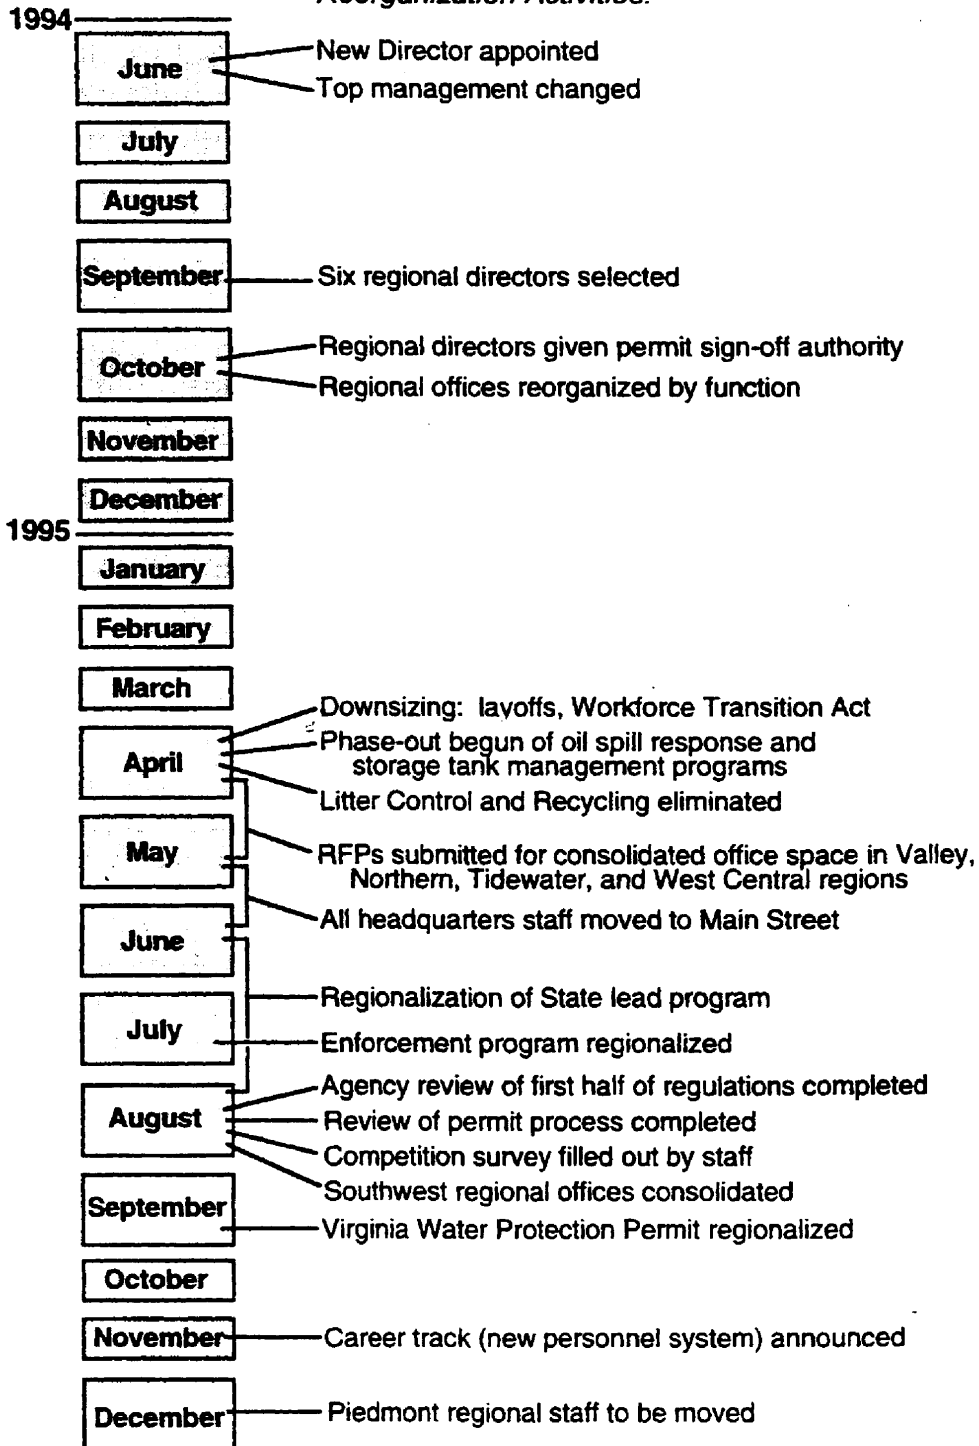 1994
June
New Director appointed
Top management changed
July
August
September
Six regional directors selected
October
Regional directors given permit sign-off authority
Regional offices reorganized by function
November
December
1995
January
February
March
April
Downsizing: layoffs, Workforce Transition Act
Phase-out begun of oil spill response and
storage tank management programs
Litter Control and Recycling eliminated
May
RFPs submitted for consolidated office space in Valley,
Northern, Tidewater, and West Central regions
All headquarters staff moved to Main Street
June
Regionalization of State lead program
July
Enforcement program regionalized
August
Agency review of first half of regulations completed
Review of permit process completed
Competition survey filled out by staff
Southwest regional offices consolidated
September
Virginia Water Protection Permit regionalized
October
November
Career track (new personnel system) announced
December
Piedmont regional staff to be moved